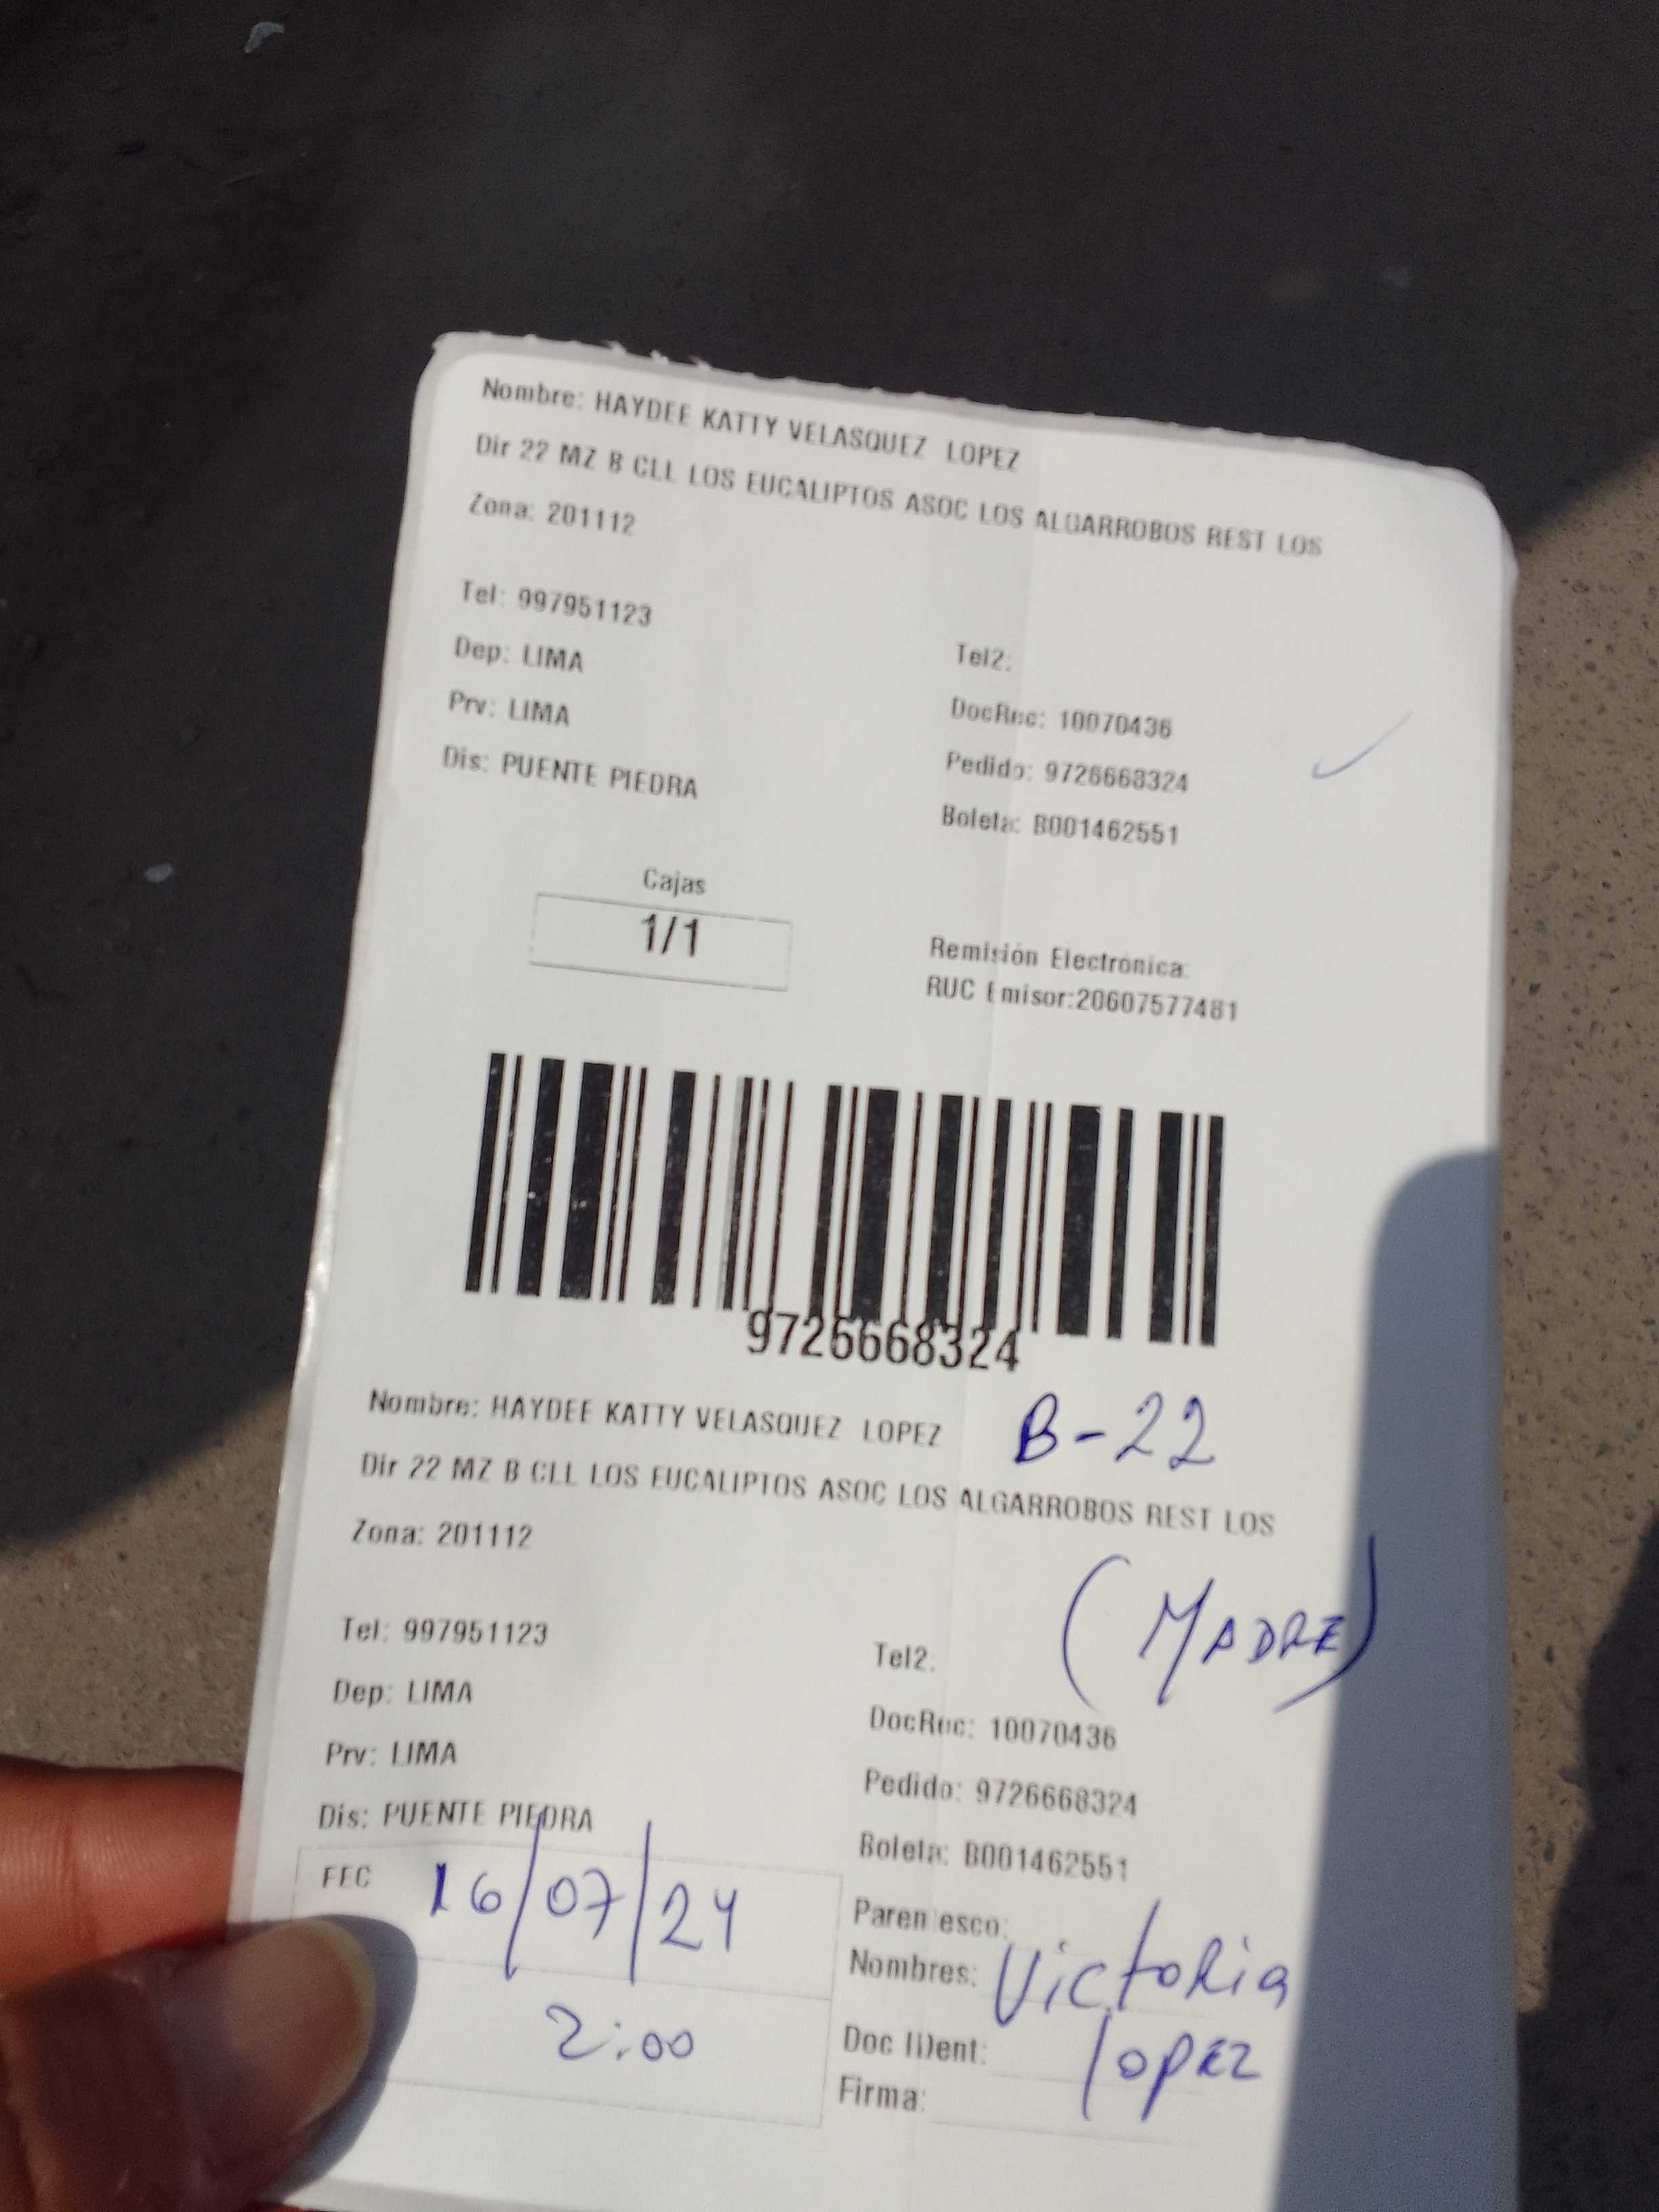 Nombre: HAYDEE KATTY VELASQUEZ LOPEZ
Dir 22 MZ B CLL LOS EUCALIPTOS ASOC LOS ALGARROBOS REST LOS
Zona: 201112
Tel: 997951123
Tel2:
Dep: LIMA
DocRec: 10070436
Prv: LIMA
Pedido: 9726668324
Dis: PUENTE PIEDRA
Boleta: B001462551
Cajas
1/1
Remisión Electrónica:
RUC Emisor:20607577481
9726668324
Nombre: HAYDEE KATTY VELASQUEZ LOPEZ
B-22
Dir 22 MZ B CLL LOS EUCALIPTOS ASOC LOS ALGARROBOS REST LOS
Zona: 201112
(MADRE)
Tel: 997951123
Tel2:
Dep: LIMA
DocRec: 10070436
Prv: LIMA
Pedido: 9726668324
Dis: PUENTE PIEDRA
Boleta: B001462551
FEC 16/07/24
Parentesco:
Nombres: Victoria
2:00
Doc IDent: lopez
Firma: